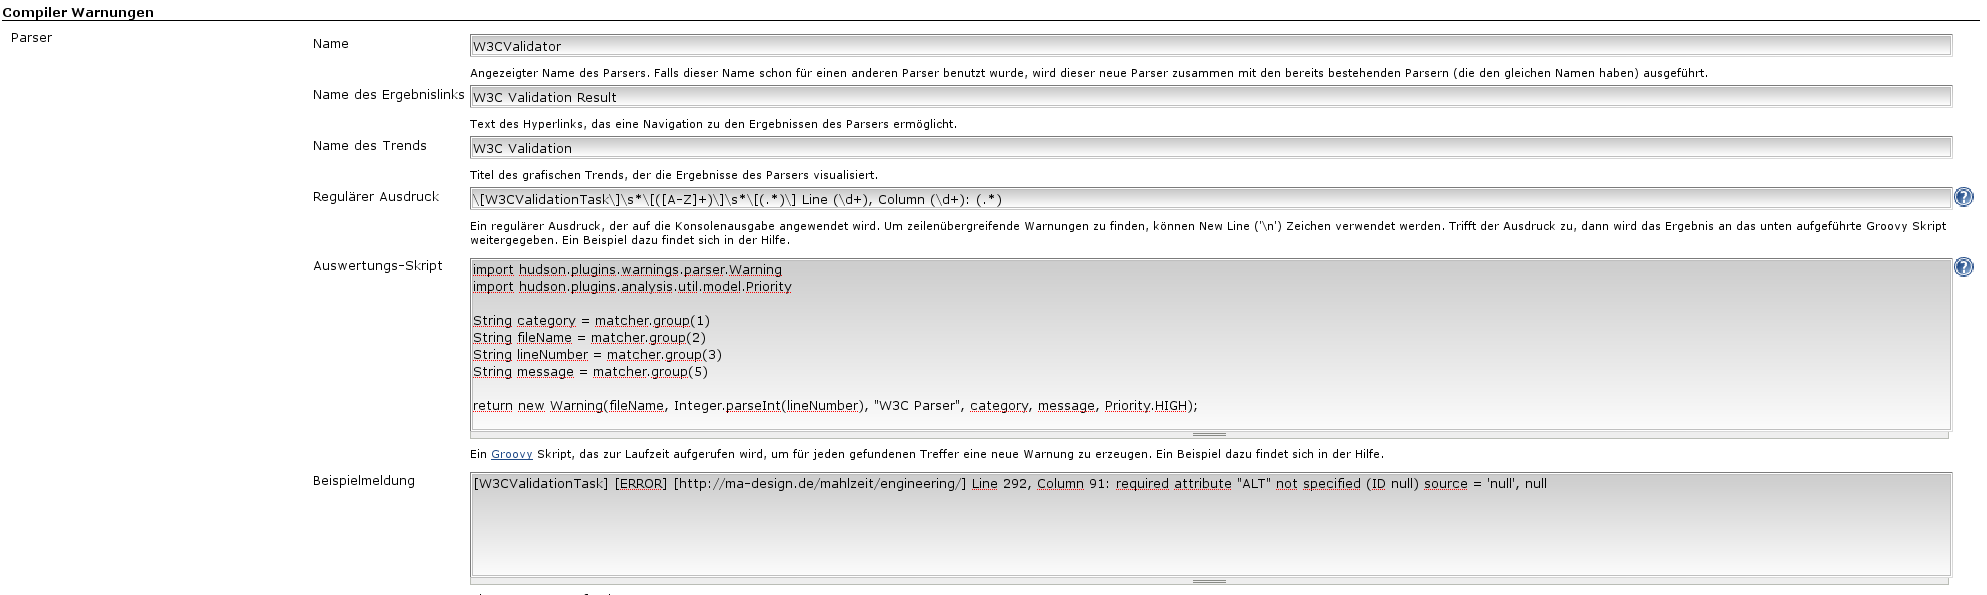 Compiler Warnungen
Parser
Name
W3CValidator
Angezeigter Name des Parsers. Falls dieser Name schon für einen anderen Parser benutzt wurde, wird dieser neue Parser zusammen mit den bereits bestehenden Parsern (die den gleichen Namen haben) ausgeführt.
Name des Ergebnislinks
W3C Validation Result
Text des Hyperlinks, das eine Navigation zu den Ergebnissen des Parsers ermöglicht.
Name des Trends
W3C Validation
Titel des grafischen Trends, der die Ergebnisse des Parsers visualisiert.
Regulärer Ausdruck
\[W3CValidationTask\]\s*\[([A-Z]+)\]\s*\[(.*)\] Line (\d+), Column (\d+): (.*)
?
Ein regulärer Ausdruck, der auf die Konsolenausgabe angewendet wird. Um zeilenübergreifende Warnungen zu finden, können New Line ('\n') Zeichen verwendet werden. Trifft der Ausdruck zu, dann wird das Ergebnis an das unten aufgeführte Groovy Skript
weitergegeben. Ein Beispiel dazu findet sich in der Hilfe.
Auswertungs-Skript
?
import hudson.plugins.warnings.parser.Warning
import hudson.plugins.analysis.util.model.Priority
String category = matcher.group(1)
String fileName = matcher.group(2)
String lineNumber = matcher.group(3)
String message = matcher.group(5)
return new Warning(fileName, Integer.parseInt(lineNumber), "W3C Parser", category, message, Priority.HIGH);
Ein Groovy Skript, das zur Laufzeit aufgerufen wird, um für jeden gefundenen Treffer eine neue Warnung zu erzeugen. Ein Beispiel dazu findet sich in der Hilfe.
Beispielmeldung
[W3CValidationTask] [ERROR] [http://ma-design.de/mahlzeit/engineering/] Line 292, Column 91: required attribute "ALT" not specified (ID null) source = 'null', null